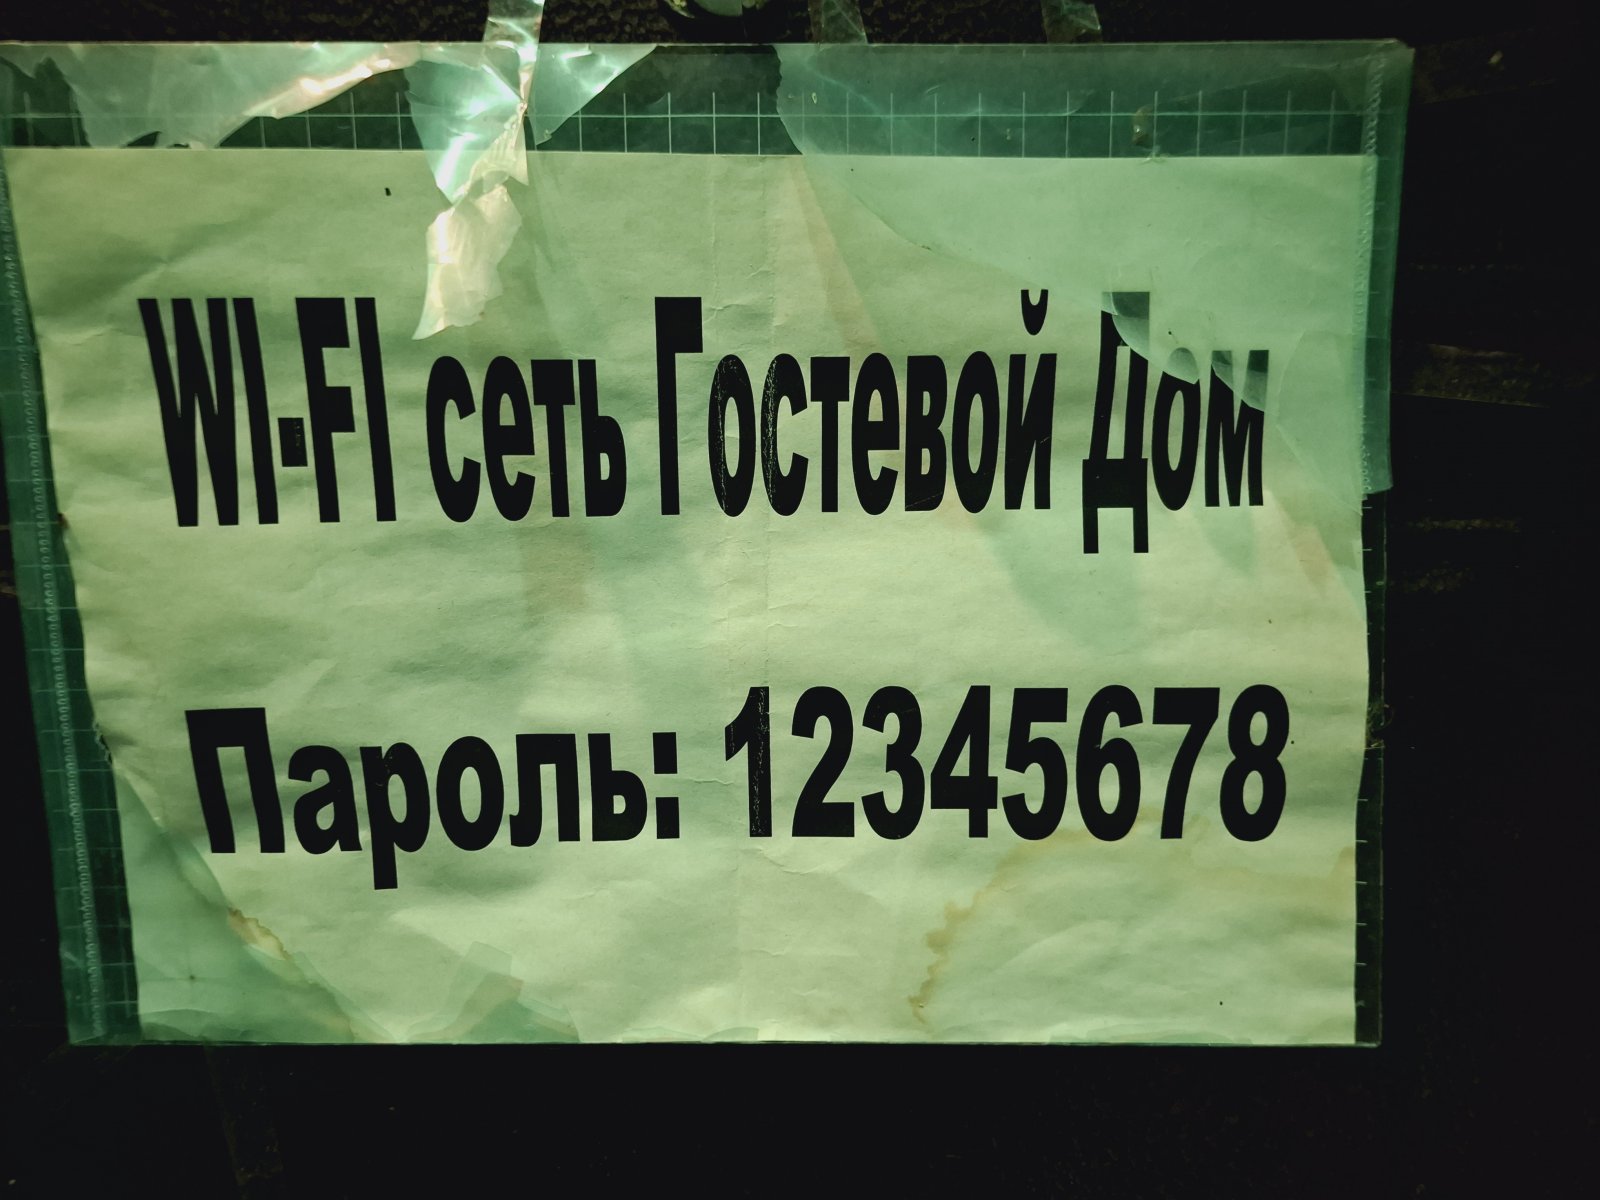 WI-FI сеть Гостевой Дом
Пароль: 12345678